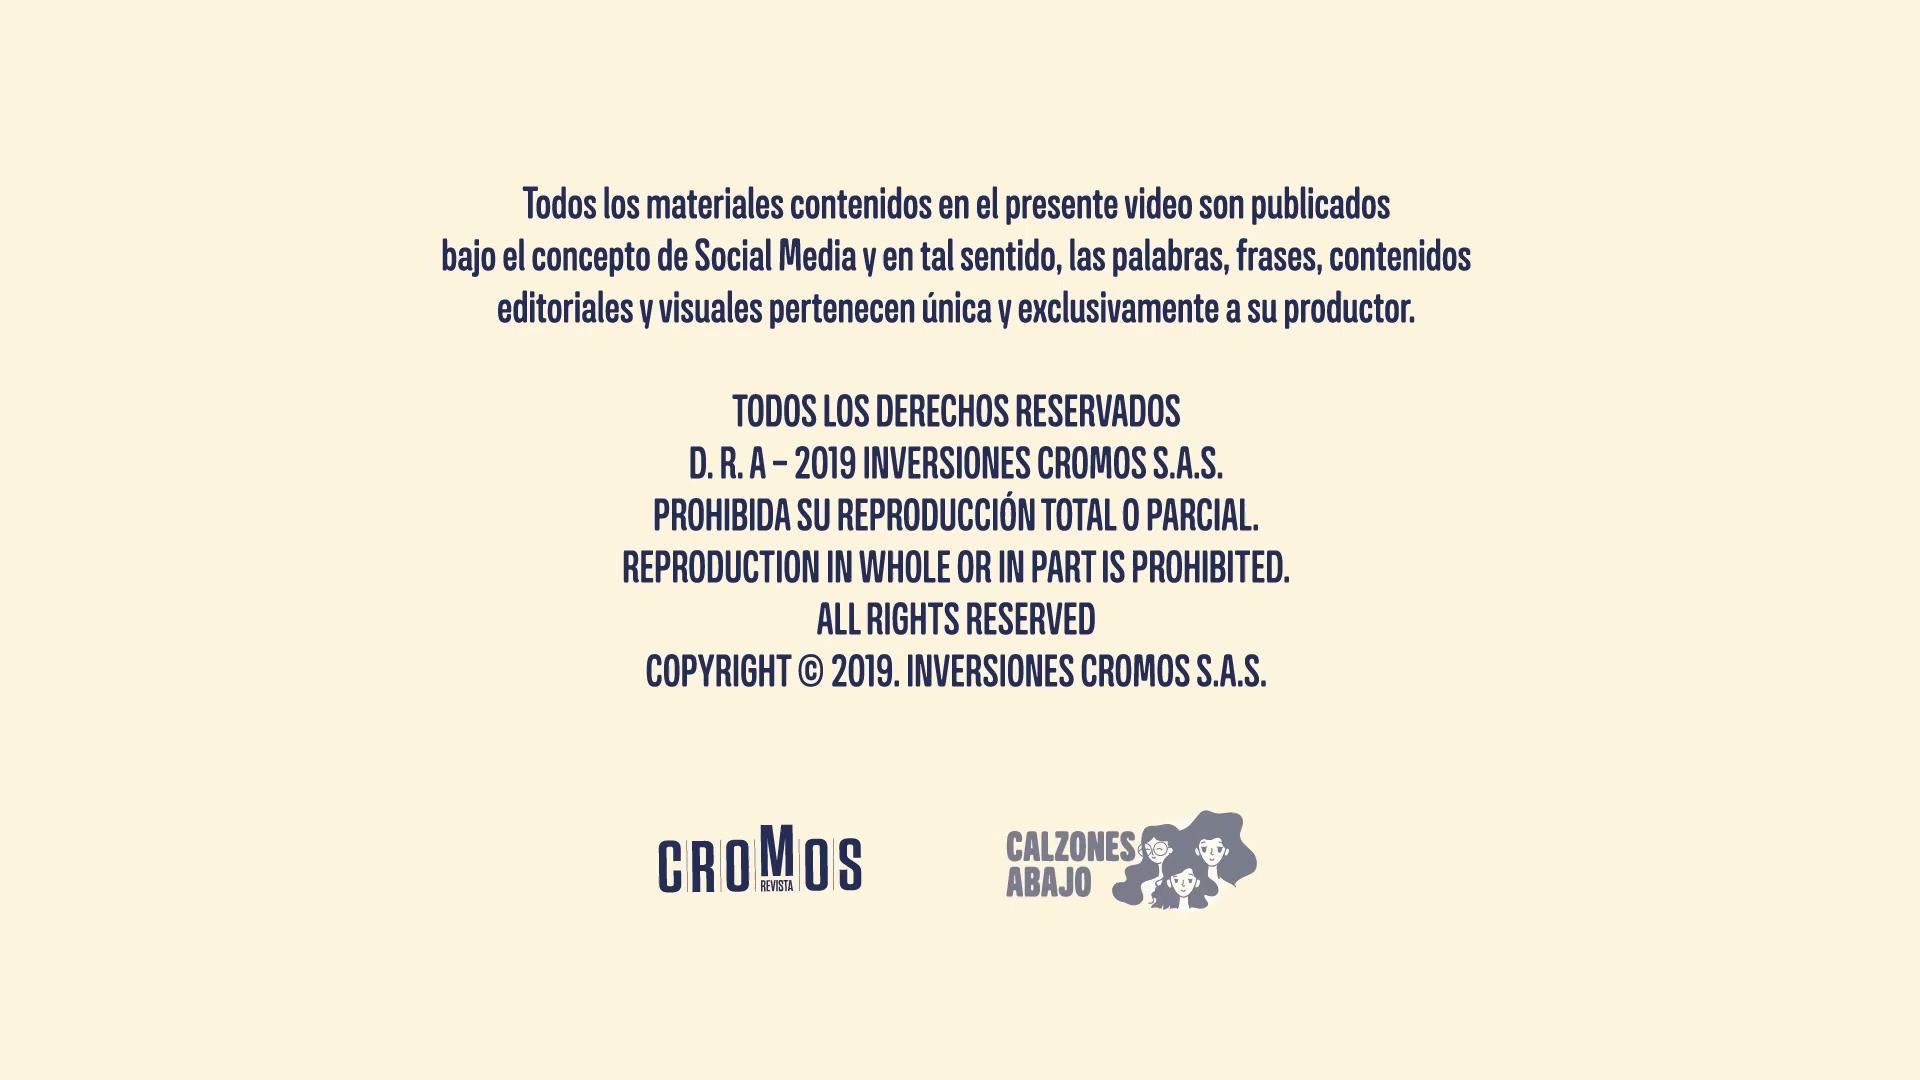 Todos los materiales contenidos en el presente video son publicados
bajo el concepto de Social Media y en tal sentido, las palabras, frases, contenidos
editoriales y visuales pertenecen única y exclusivamente a su productor.
TODOS LOS DERECHOS RESERVADOS
D. R. A – 2019 INVERSIONES CROMOS S.A.S.
PROHIBIDA SU REPRODUCCIÓN TOTAL O PARCIAL.
REPRODUCTION IN WHOLE OR IN PART IS PROHIBITED.
ALL RIGHTS RESERVED
COPYRIGHT © 2019. INVERSIONES CROMOS S.A.S.
CROMOS
REVISTA
CALZONES
ABAJO